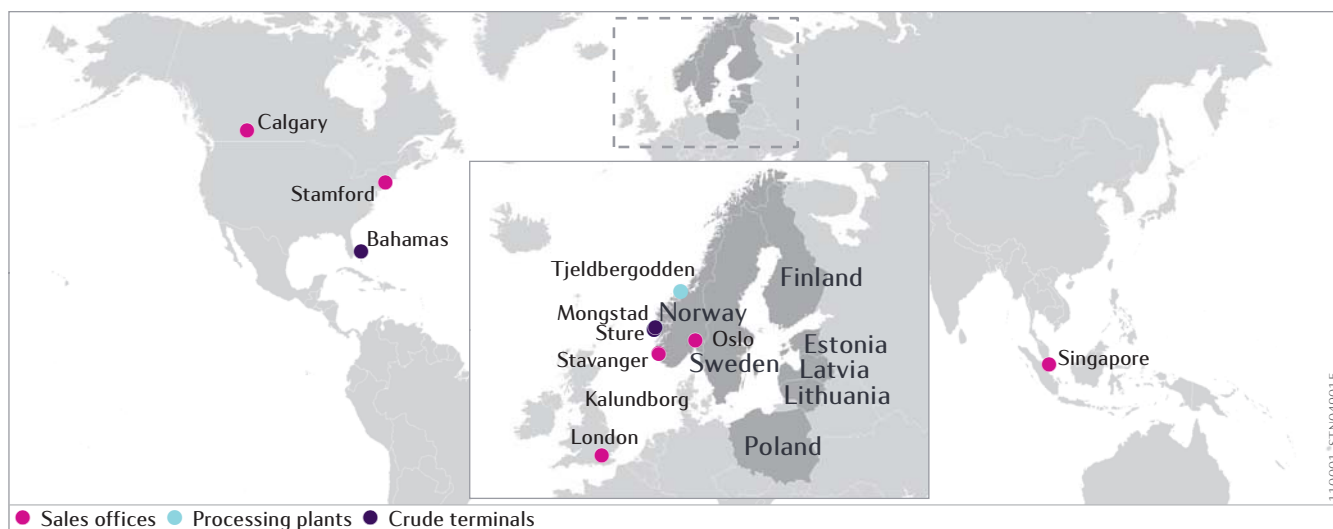 Calgary
Stamford
Bahamas
Tjeldbergodden
Finland
Mongstad
Norway
Sture
Oslo
Stavanger
Sweden
Estonia
Latvia
Lithuania
Kalundborg
London
Poland
Singapore
Sales offices Processing plants Crude terminals